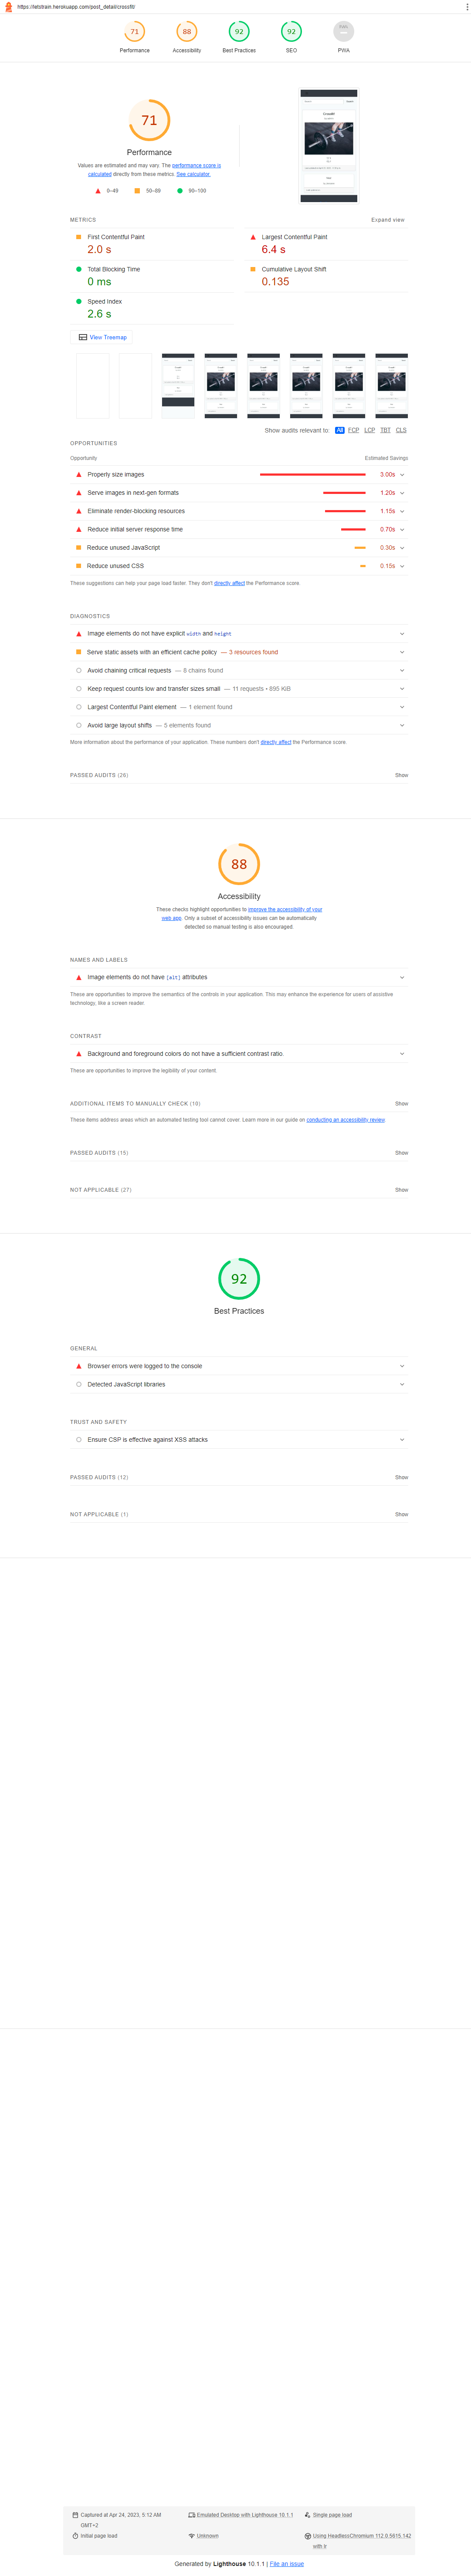 https://letstrain.herokuapp.com/post_detail/crossfit/
71 88 92 92
Performance Accessibility Best Practices SEO PWA
71
Performance
Values are estimated and may vary. The performance score is
calculated directly from these metrics. See calculator.
0–49 50–89 90–100
METRICS Expand view
First Contentful Paint
2.0 s
Largest Contentful Paint
6.4 s
Total Blocking Time
0 ms
Cumulative Layout Shift
0.135
Speed Index
2.6 s
View Treemap
Show audits relevant to: All FCP LCP TBT CLS
OPPORTUNITIES
Opportunity Estimated Savings
Properly size images 3.00s
Serve images in next-gen formats 1.20s
Eliminate render-blocking resources 1.15s
Reduce initial server response time 0.70s
Reduce unused JavaScript 0.30s
Reduce unused CSS 0.15s
These suggestions can help your page load faster. They don't directly affect the Performance score.
DIAGNOSTICS
Image elements do not have explicit width and height
Serve static assets with an efficient cache policy — 3 resources found
Avoid chaining critical requests — 8 chains found
Keep request counts low and transfer sizes small — 11 requests • 895 KiB
Largest Contentful Paint element — 1 element found
Avoid large layout shifts — 5 elements found
More information about the performance of your application. These numbers don't directly affect the Performance score.
PASSED AUDITS (26) Show
88
Accessibility
These checks highlight opportunities to improve the accessibility of your
web app. Only a subset of accessibility issues can be automatically
detected so manual testing is also encouraged.
NAMES AND LABELS
Image elements do not have [alt] attributes
These are opportunities to improve the semantics of the controls in your application. This may enhance the experience for users of assistive
technology, like a screen reader.
CONTRAST
Background and foreground colors do not have a sufficient contrast ratio.
These are opportunities to improve the legibility of your content.
ADDITIONAL ITEMS TO MANUALLY CHECK (10) Show
These items address areas which an automated testing tool cannot cover. Learn more in our guide on conducting an accessibility review.
PASSED AUDITS (15) Show
NOT APPLICABLE (27) Show
92
Best Practices
GENERAL
Browser errors were logged to the console
Detected JavaScript libraries
TRUST AND SAFETY
Ensure CSP is effective against XSS attacks
PASSED AUDITS (12) Show
NOT APPLICABLE (1) Show
Captured at Apr 24, 2023, 5:12 AM
GMT+2
Emulated Desktop with Lighthouse 10.1.1
Single page load
Initial page load
Unknown
Using HeadlessChromium 112.0.5615.142
with lr
Generated by Lighthouse 10.1.1 | File an issue